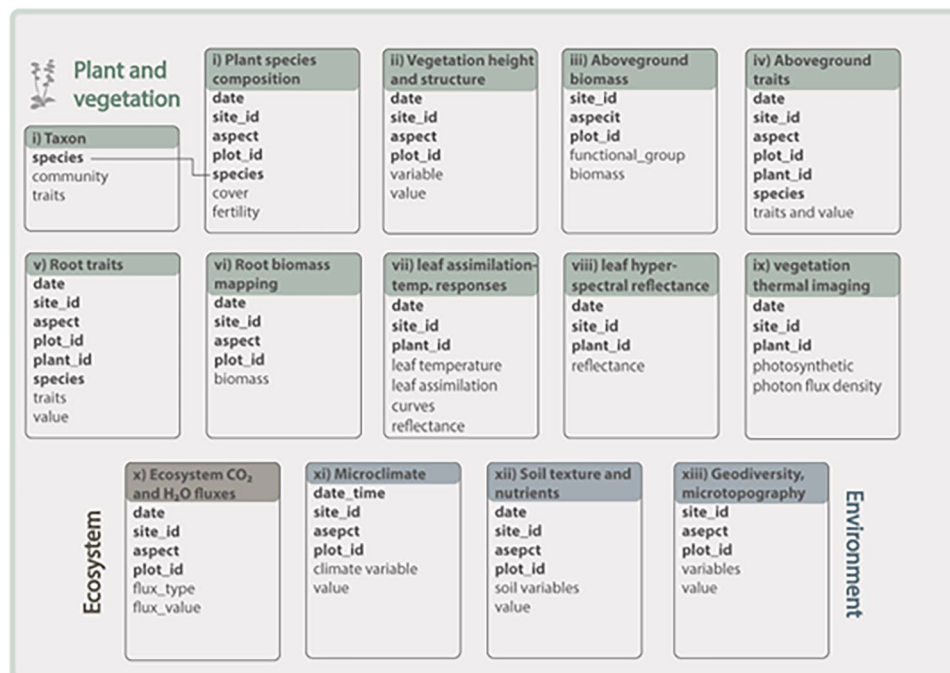 Plant and
vegetation
i) Taxon
species
community
traits
i) Plant species
composition
date
site_id
aspect
plot_id
species
cover
fertility
ii) Vegetation height
and structure
date
site_id
aspect
plot_id
variable
value
iii) Aboveground
biomass
site_id
aspecit
plot_id
functional_group
biomass
iv) Aboveground
traits
date
site_id
aspect
plot_id
plant_id
species
traits and value
v) Root traits
date
site_id
aspect
plot_id
plant_id
species
traits
value
vi) Root biomass
mapping
date
site_id
aspect
plot_id
biomass
vii) leaf assimilation-
temp. responses
date
site_id
plant_id
leaf temperature
leaf assimilation
curves
reflectance
viii) leaf hyper-
spectral reflectance
date
site_id
plant_id
reflectance
ix) vegetation
thermal imaging
date
site_id
plant_id
photosynthetic
photon flux density
Ecosystem
x) Ecosystem CO₂
and H₂O fluxes
date
site_id
aspect
plot_id
flux_type
flux_value
xi) Microclimate
date_time
site_id
asepct
plot_id
climate variable
value
xii) Soil texture and
nutrients
date
site_id
asepct
plot_id
soil variables
value
xiii) Geodiversity,
microtopography
site_id
asepct
plot_id
variables
value
Environment